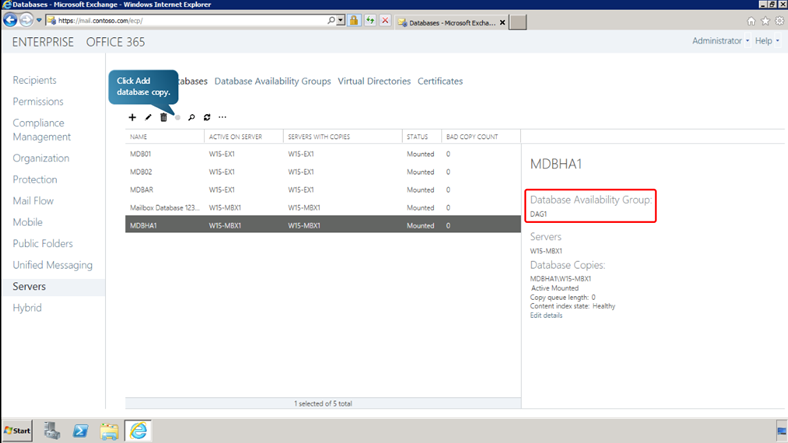 Databases - Microsoft Exchange - Windows Internet Explorer
https://mail.contoso.com/ecp/
Databases - Microsoft Excha...
ENTERPRISE OFFICE 365
Administrator Help
Recipients
Permissions
Compliance
Management
Organization
Protection
Mail Flow
Mobile
Public Folders
Unified Messaging
Servers
Hybrid
Click Add
database copy.
tabases Database Availability Groups Virtual Directories Certificates
NAME ACTIVE ON SERVER SERVERS WITH COPIES STATUS BAD COPY COUNT
MDB01 W15-EX1 W15-EX1 Mounted 0
MDB02 W15-EX1 W15-EX1 Mounted 0
MDBAR W15-EX1 W15-EX1 Mounted 0
Mailbox Database 123... W15-MBX1 W15-MBX1 Mounted 0
MDBHA1 W15-MBX1 W15-MBX1 Mounted 0
1 selected of 5 total
MDBHA1
Database Availability Group:
DAG1
Servers
W15-MBX1
Database Copies:
MDBHA1\W15-MBX1
Active Mounted
Copy queue length: 0
Content index state: Healthy
Edit details
Start